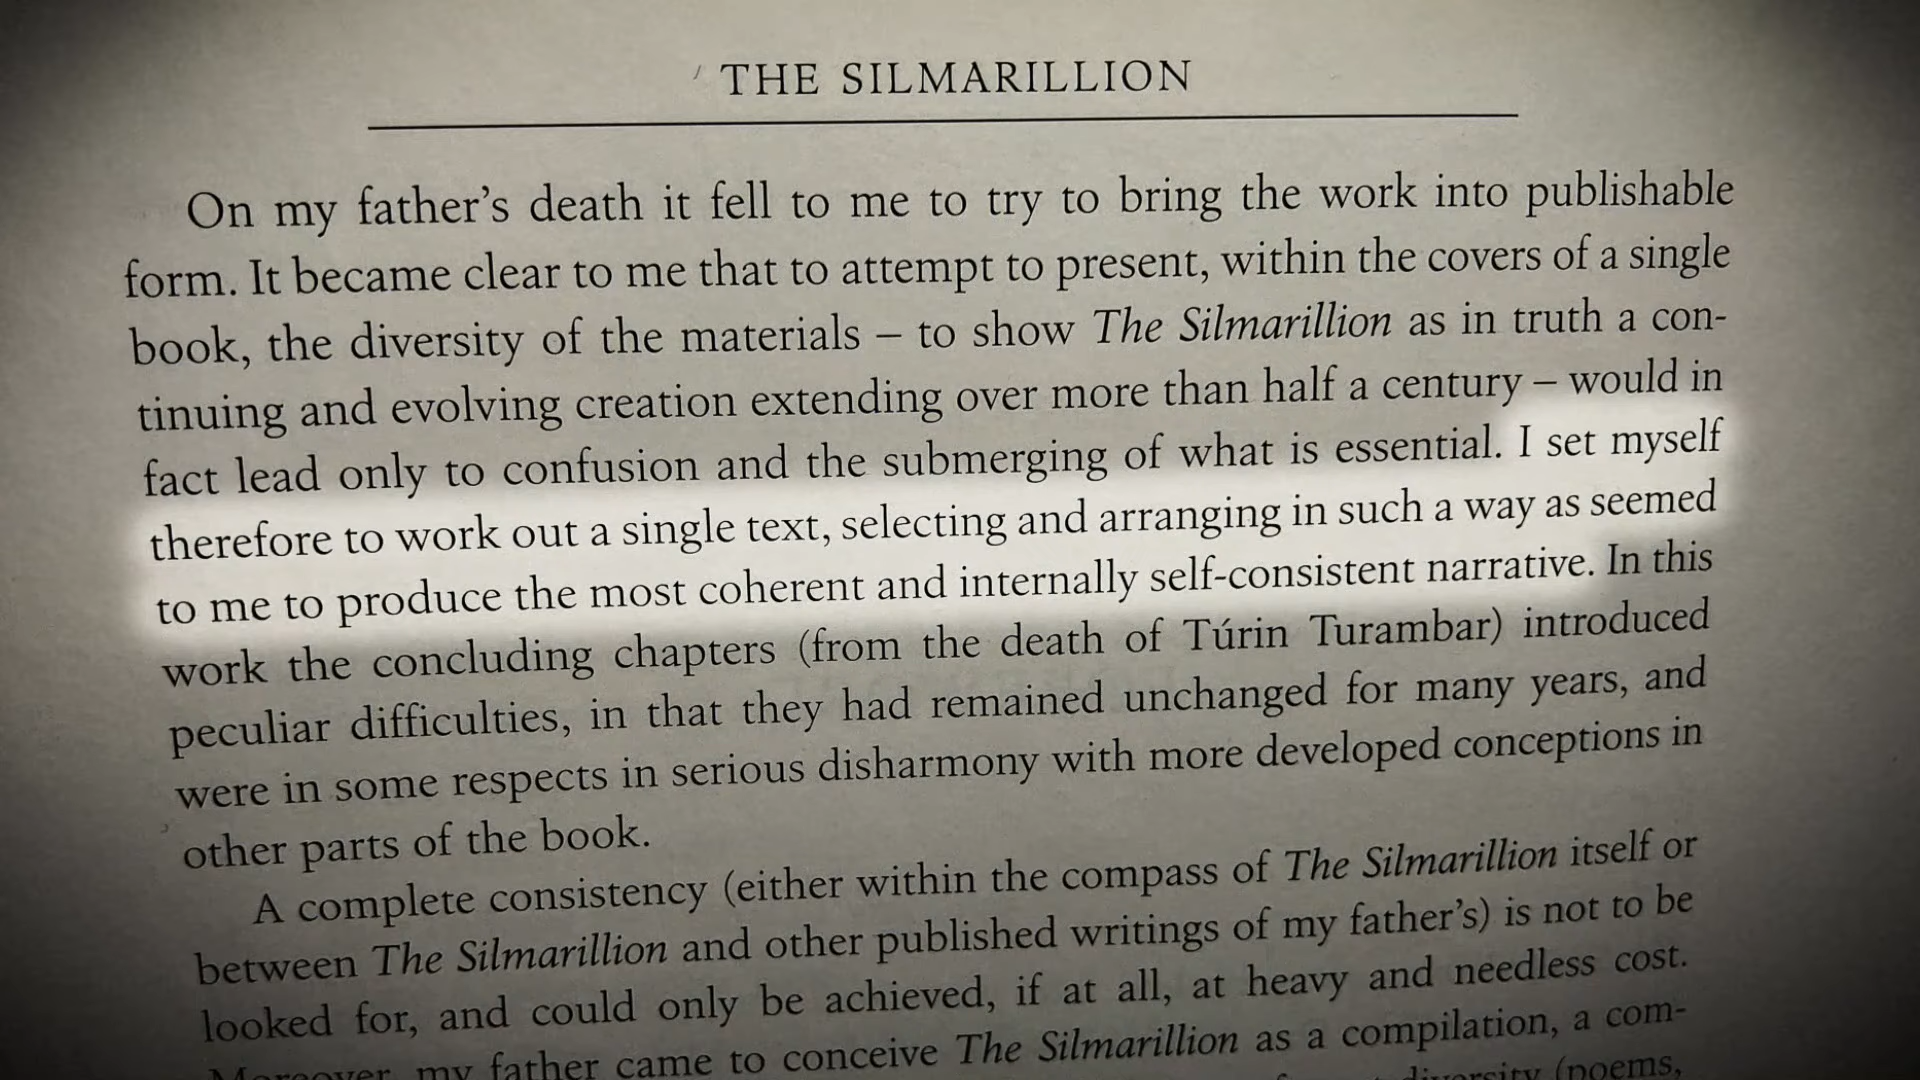 THE SILMARILLION
On my father’s death it fell to me to try to bring the work into publishable
form. It became clear to me that to attempt to present, within the covers of a single
book, the diversity of the materials – to show The Silmarillion as in truth a con-
tinuing and evolving creation extending over more than half a century – would in
fact lead only to confusion and the submerging of what is essential. I set myself
therefore to work out a single text, selecting and arranging in such a way as seemed
to me to produce the most coherent and internally self-consistent narrative. In this
work the concluding chapters (from the death of Túrin Turambar) introduced
peculiar difficulties, in that they had remained unchanged for many years, and
were in some respects in serious disharmony with more developed conceptions in
other parts of the book.
A complete consistency (either within the compass of The Silmarillion itself or
between The Silmarillion and other published writings of my father’s) is not to be
looked for, and could only be achieved, if at all, at heavy and needless cost.
Moreover, my father came to conceive The Silmarillion as a compilation, a com-
diversity (poems,